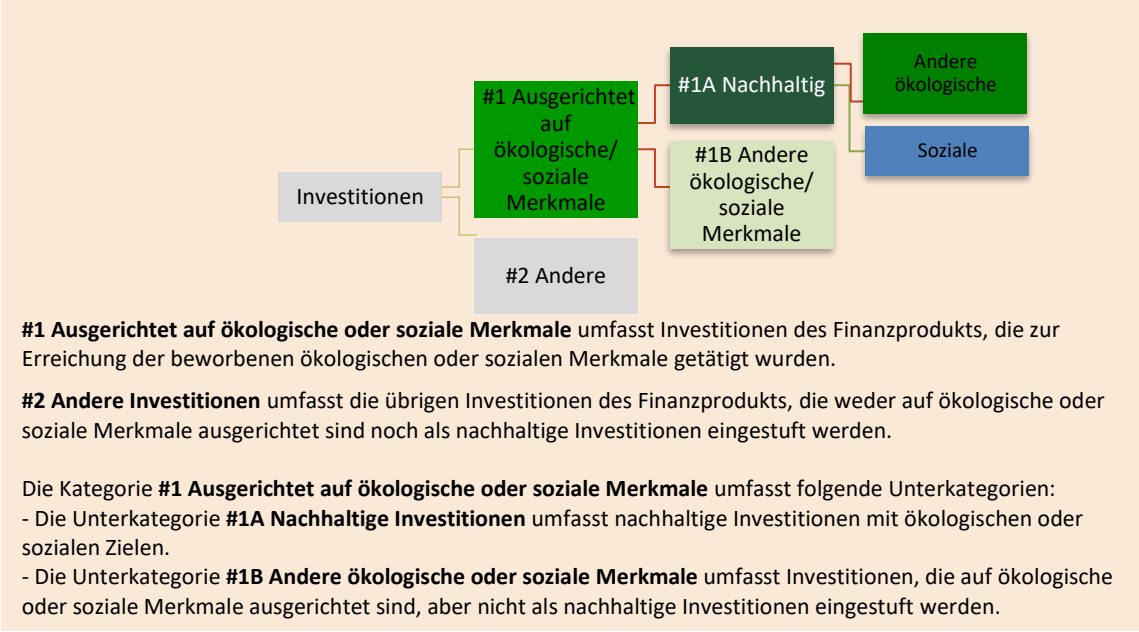 Investitionen
#1 Ausgerichtet
auf
ökologische/
soziale
Merkmale
#2 Andere
#1A Nachhaltig
#1B Andere
ökologische/
soziale
Merkmale
Andere
ökologische
Soziale
#1 Ausgerichtet auf ökologische oder soziale Merkmale umfasst Investitionen des Finanzprodukts, die zur
Erreichung der beworbenen ökologischen oder sozialen Merkmale getätigt wurden.
#2 Andere Investitionen umfasst die übrigen Investitionen des Finanzprodukts, die weder auf ökologische oder
soziale Merkmale ausgerichtet sind noch als nachhaltige Investitionen eingestuft werden.
Die Kategorie #1 Ausgerichtet auf ökologische oder soziale Merkmale umfasst folgende Unterkategorien:
- Die Unterkategorie #1A Nachhaltige Investitionen umfasst nachhaltige Investitionen mit ökologischen oder
sozialen Zielen.
- Die Unterkategorie #1B Andere ökologische oder soziale Merkmale umfasst Investitionen, die auf ökologische
oder soziale Merkmale ausgerichtet sind, aber nicht als nachhaltige Investitionen eingestuft werden.